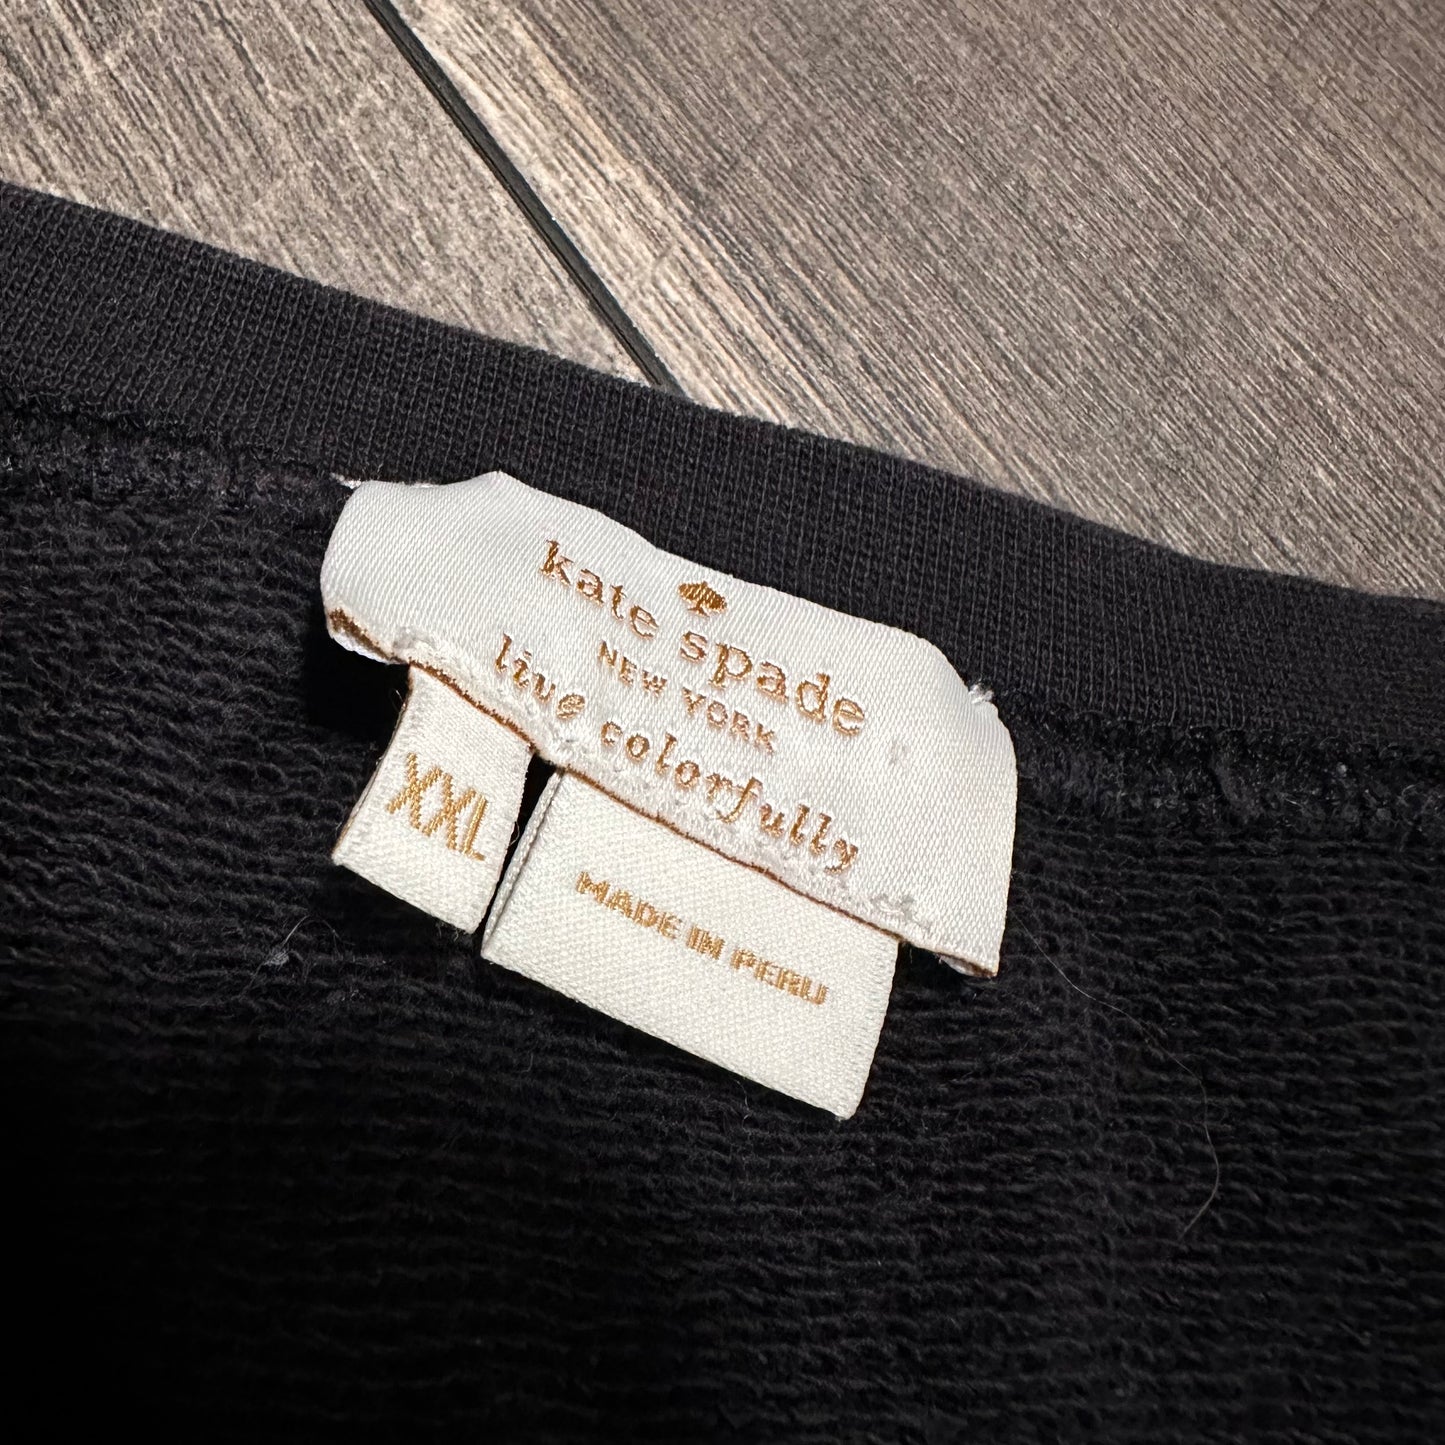 kate spade
NEW YORK
live colorfully
XXL
MADE IN PERU